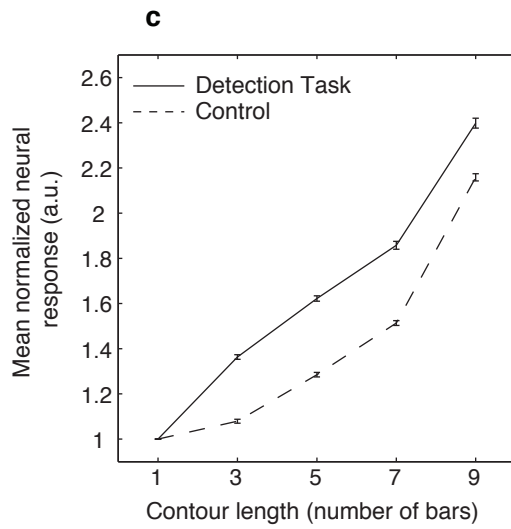 c
2.6
2.4
2.2
2
1.8
1.6
1.4
1.2
1
Detection Task
Control
Mean normalized neural
response (a.u.)
1 3 5 7 9
Contour length (number of bars)